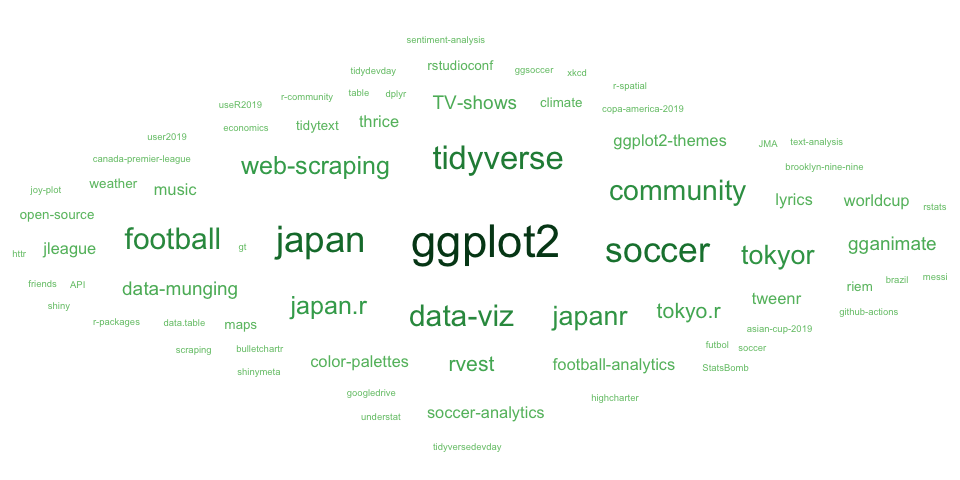 sentiment-analysis
tidydevday rstudioconf ggsoccer xkcd
r-spatial
useR2019 r-community table dplyr TV-shows climate copa-america-2019
economics tidytext thrice
user2019 ggplot2-themes JMA text-analysis
canada-premier-league web-scraping tidyverse brooklyn-nine-nine
joy-plot weather music community lyrics worldcup rstats
open-source
httr jleague football gt japan ggplot2 soccer tokyor gganimate
friends API data-munging riem brazil messi
shiny japan.r tokyo.r tweenr github-actions
r-packages data.table maps data-viz japanr asian-cup-2019
scraping bulletchartr futbol soccer
shinymeta color-palettes rvest football-analytics StatsBomb
googledrive highcharter
understat soccer-analytics
tidyversedevday